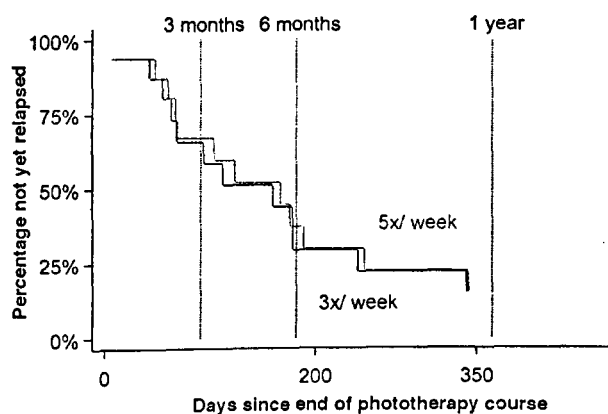 3 months 6 months 1 year
100%
75%
50%
25%
0%
Percentage not yet relapsed
5x/ week
3x/ week
0 200 350
Days since end of phototherapy course